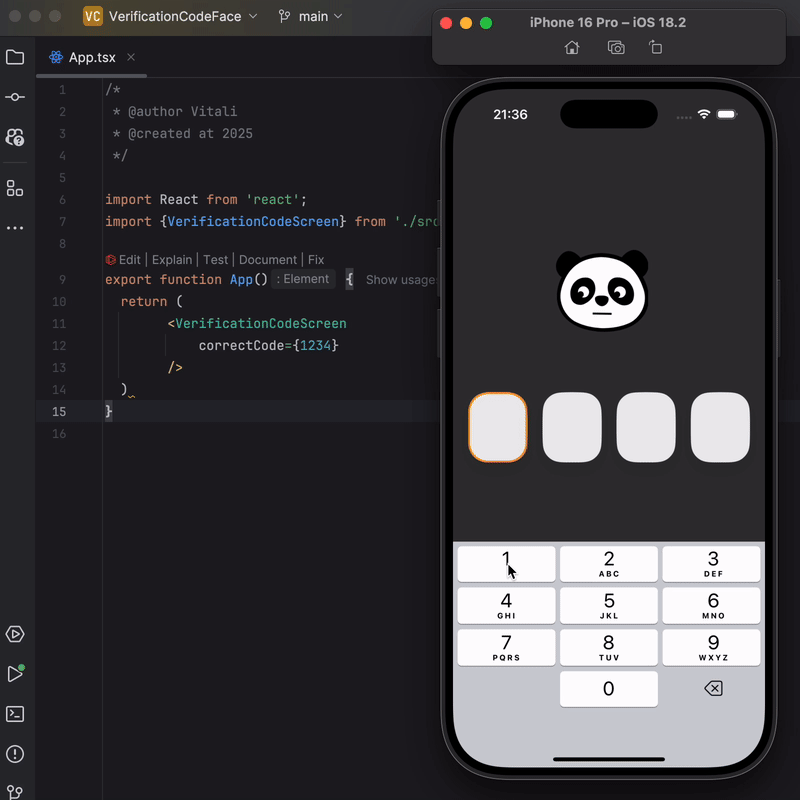 VC VerificationCodeFace main
App.tsx
1 /*
2 * @author Vitali
3 * @created at 2025
4 */
5
6 import React from 'react';
7 import {VerificationCodeScreen} from './src
8
Edit | Explain | Test | Document | Fix
9 export function App() : Element { Show usage
10 return (
11 <VerificationCodeScreen
12 correctCode={1234}
13 />
14 )
15 }
16
iPhone 16 Pro – iOS 18.2
21:36
1 2 ABC 3 DEF
4 GHI 5 JKL 6 MNO
7 PQRS 8 TUV 9 WXYZ
0